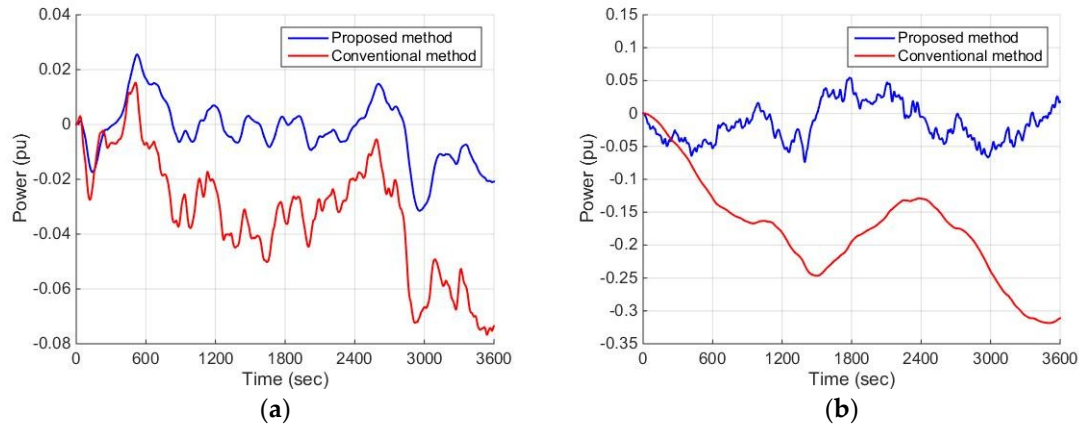 0.04
0.02
0
-0.02
-0.04
-0.06
-0.08
Power (pu)
Proposed method
Conventional method
0 600 1200 1800 2400 3000 3600
Time (sec)
(a)
0.15
0.1
0.05
0
-0.05
-0.1
-0.15
-0.2
-0.25
-0.3
-0.35
Power (pu)
Proposed method
Conventional method
0 600 1200 1800 2400 3000 3600
Time (sec)
(b)